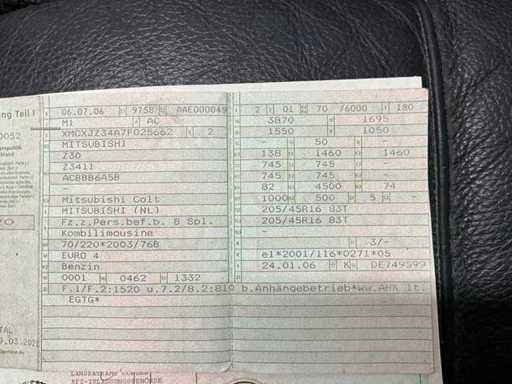 ng Teil I
06.07.06 9758 AAE000049 2 01 70 /6000 180
M1 AC 3870 1695
XMCXJZ34A7F025662 2 1550 1050
MITSUBISHI - 50 -
Z30 138 1460 1460
Z3411 745 745 -
ACBBB6A5B 745 745 -
- 82 4500 74
Mitsubishi Colt 1000 500 5 -
MITSUBISHI (NL) 205/45R16 83T
Fz.z.Pers.bef.b. 8 Spl. 205/45R16 83T
Kombilimousine -
70/220*2003/76B - -/3/-
EURO 4 e1*2001/116*0271*05
Benzin 24.01.06 K DE749599
0001 0462 1332
F.1/F.2:1520 u.7.2/8.2:810 b.Anhängebetrieb*ww.AHK lt.
EGTG*